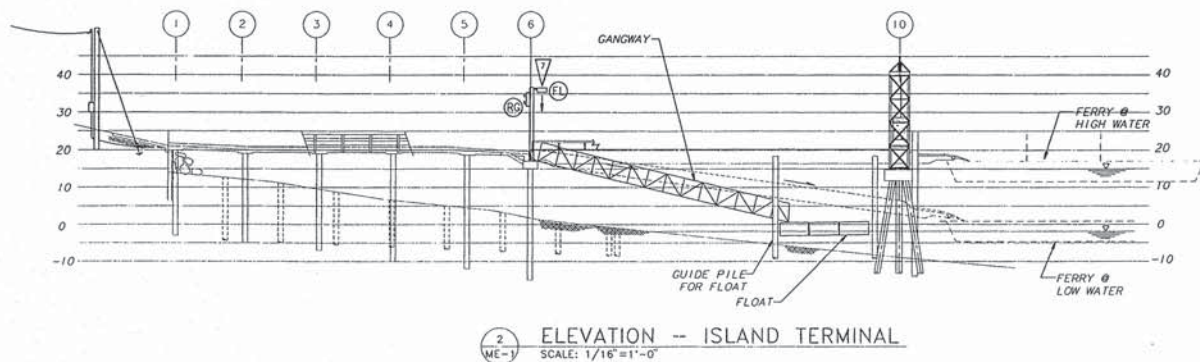 1 2 3 4 5 6 10
GANGWAY
7
FL
RG
40 40
30 30
FERRY @
HIGH WATER
20 20
10 10
0 0
-10 -10
GUIDE PILE
FOR FLOAT
FLOAT
FERRY @
LOW WATER
2
ME-1
ELEVATION -- ISLAND TERMINAL
SCALE: 1/16"=1'-0"